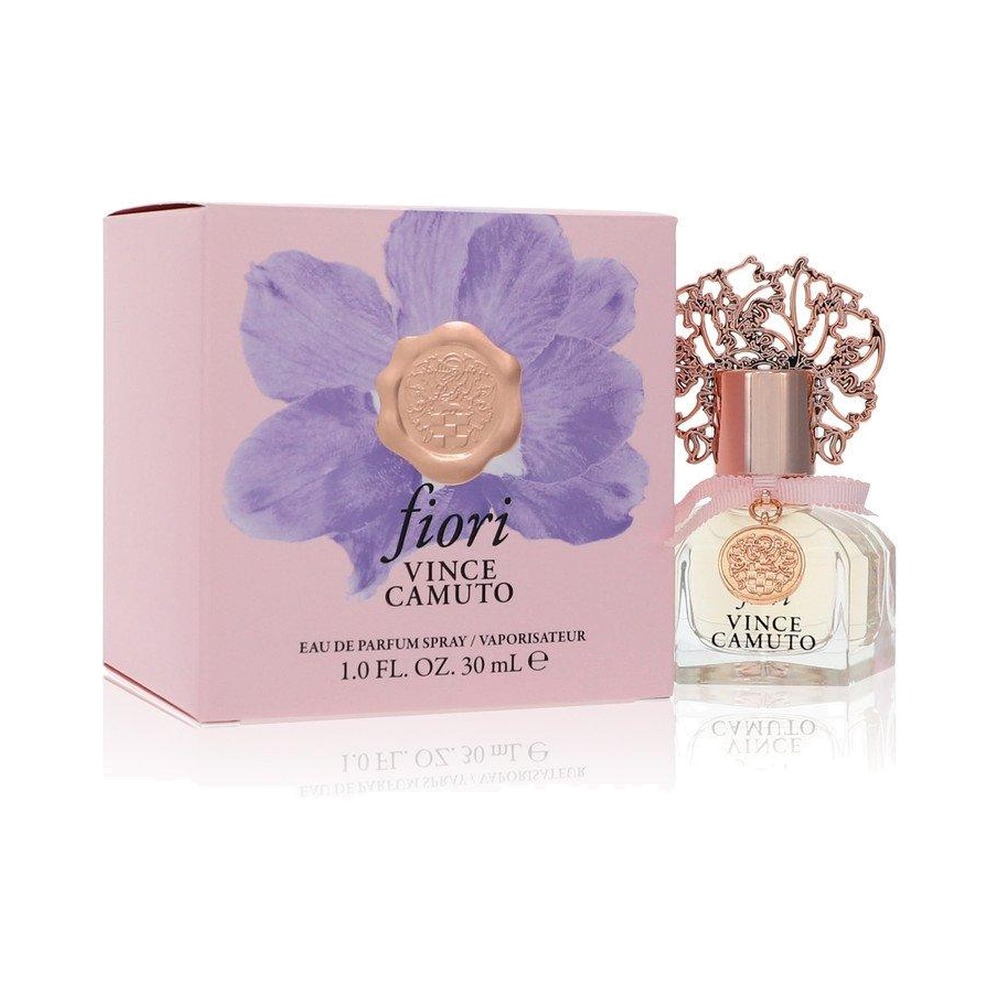 fiori
VINCE
CAMUTO
EAU DE PARFUM SPRAY / VAPORISATEUR
1.0 FL. OZ. 30 mL ℮
fiori
VINCE
CAMUTO